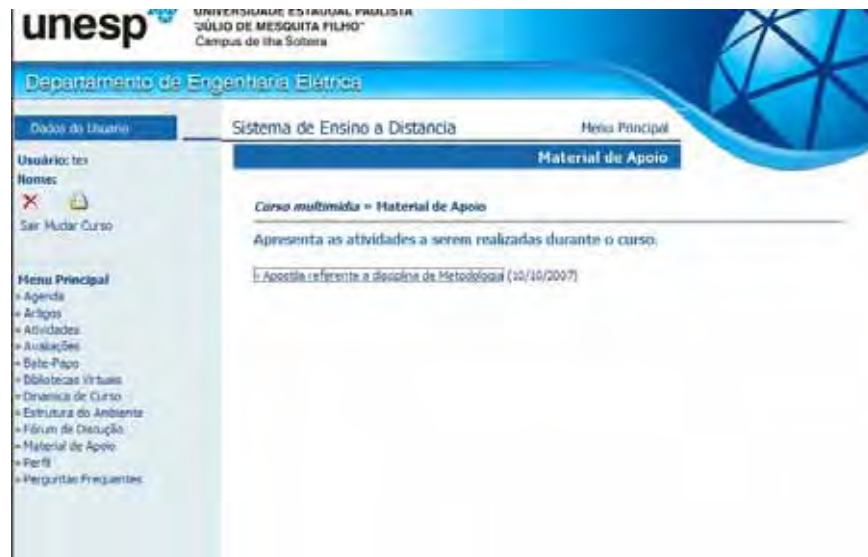 unesp
UNIVERSIDADE ESTADUAL PAULISTA
"JÚLIO DE MESQUITA FILHO"
Campus de Ilha Solteira
Departamento de Engenharia Elétrica
Dados do Usuario
Sistema de Ensino a Distancia
Menu Principal
Usuário: tex
Nome:
Material de Apoio
Sair Mudar Curso
Curso multimidia » Material de Apoio
Apresenta as atividades a serem realizadas durante o curso.
» Apostila referente a disciplina de Metodologia (10/10/2007)
Menu Principal
» Agenda
» Artigos
» Atividades
» Avaliações
» Bate-Papo
» Bibliotecas Virtuais
» Dinamica de Curso
» Estrutura do Ambiente
» Fórum de Discução
» Material de Apoio
» Perfil
» Perguntas Frequentes